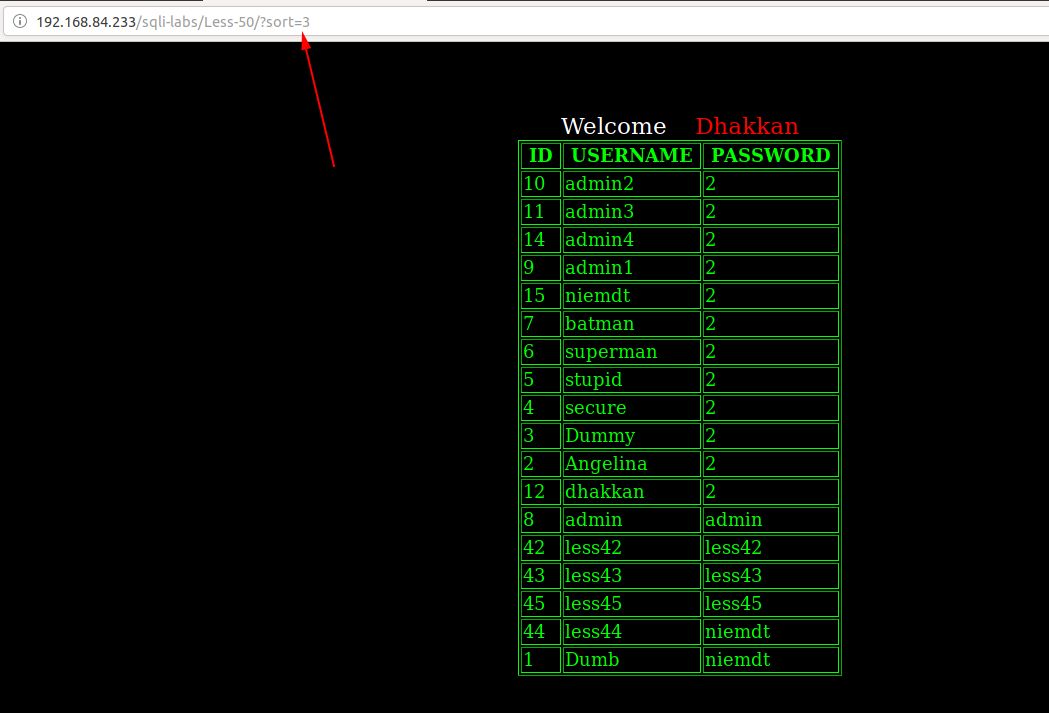 192.168.84.233/sqli-labs/Less-50/?sort=3
Welcome Dhakkan
ID USERNAME PASSWORD
10 admin2 2
11 admin3 2
14 admin4 2
9 admin1 2
15 niemdt 2
7 batman 2
6 superman 2
5 stupid 2
4 secure 2
3 Dummy 2
2 Angelina 2
12 dhakkan 2
8 admin admin
42 less42 less42
43 less43 less43
45 less45 less45
44 less44 niemdt
1 Dumb niemdt